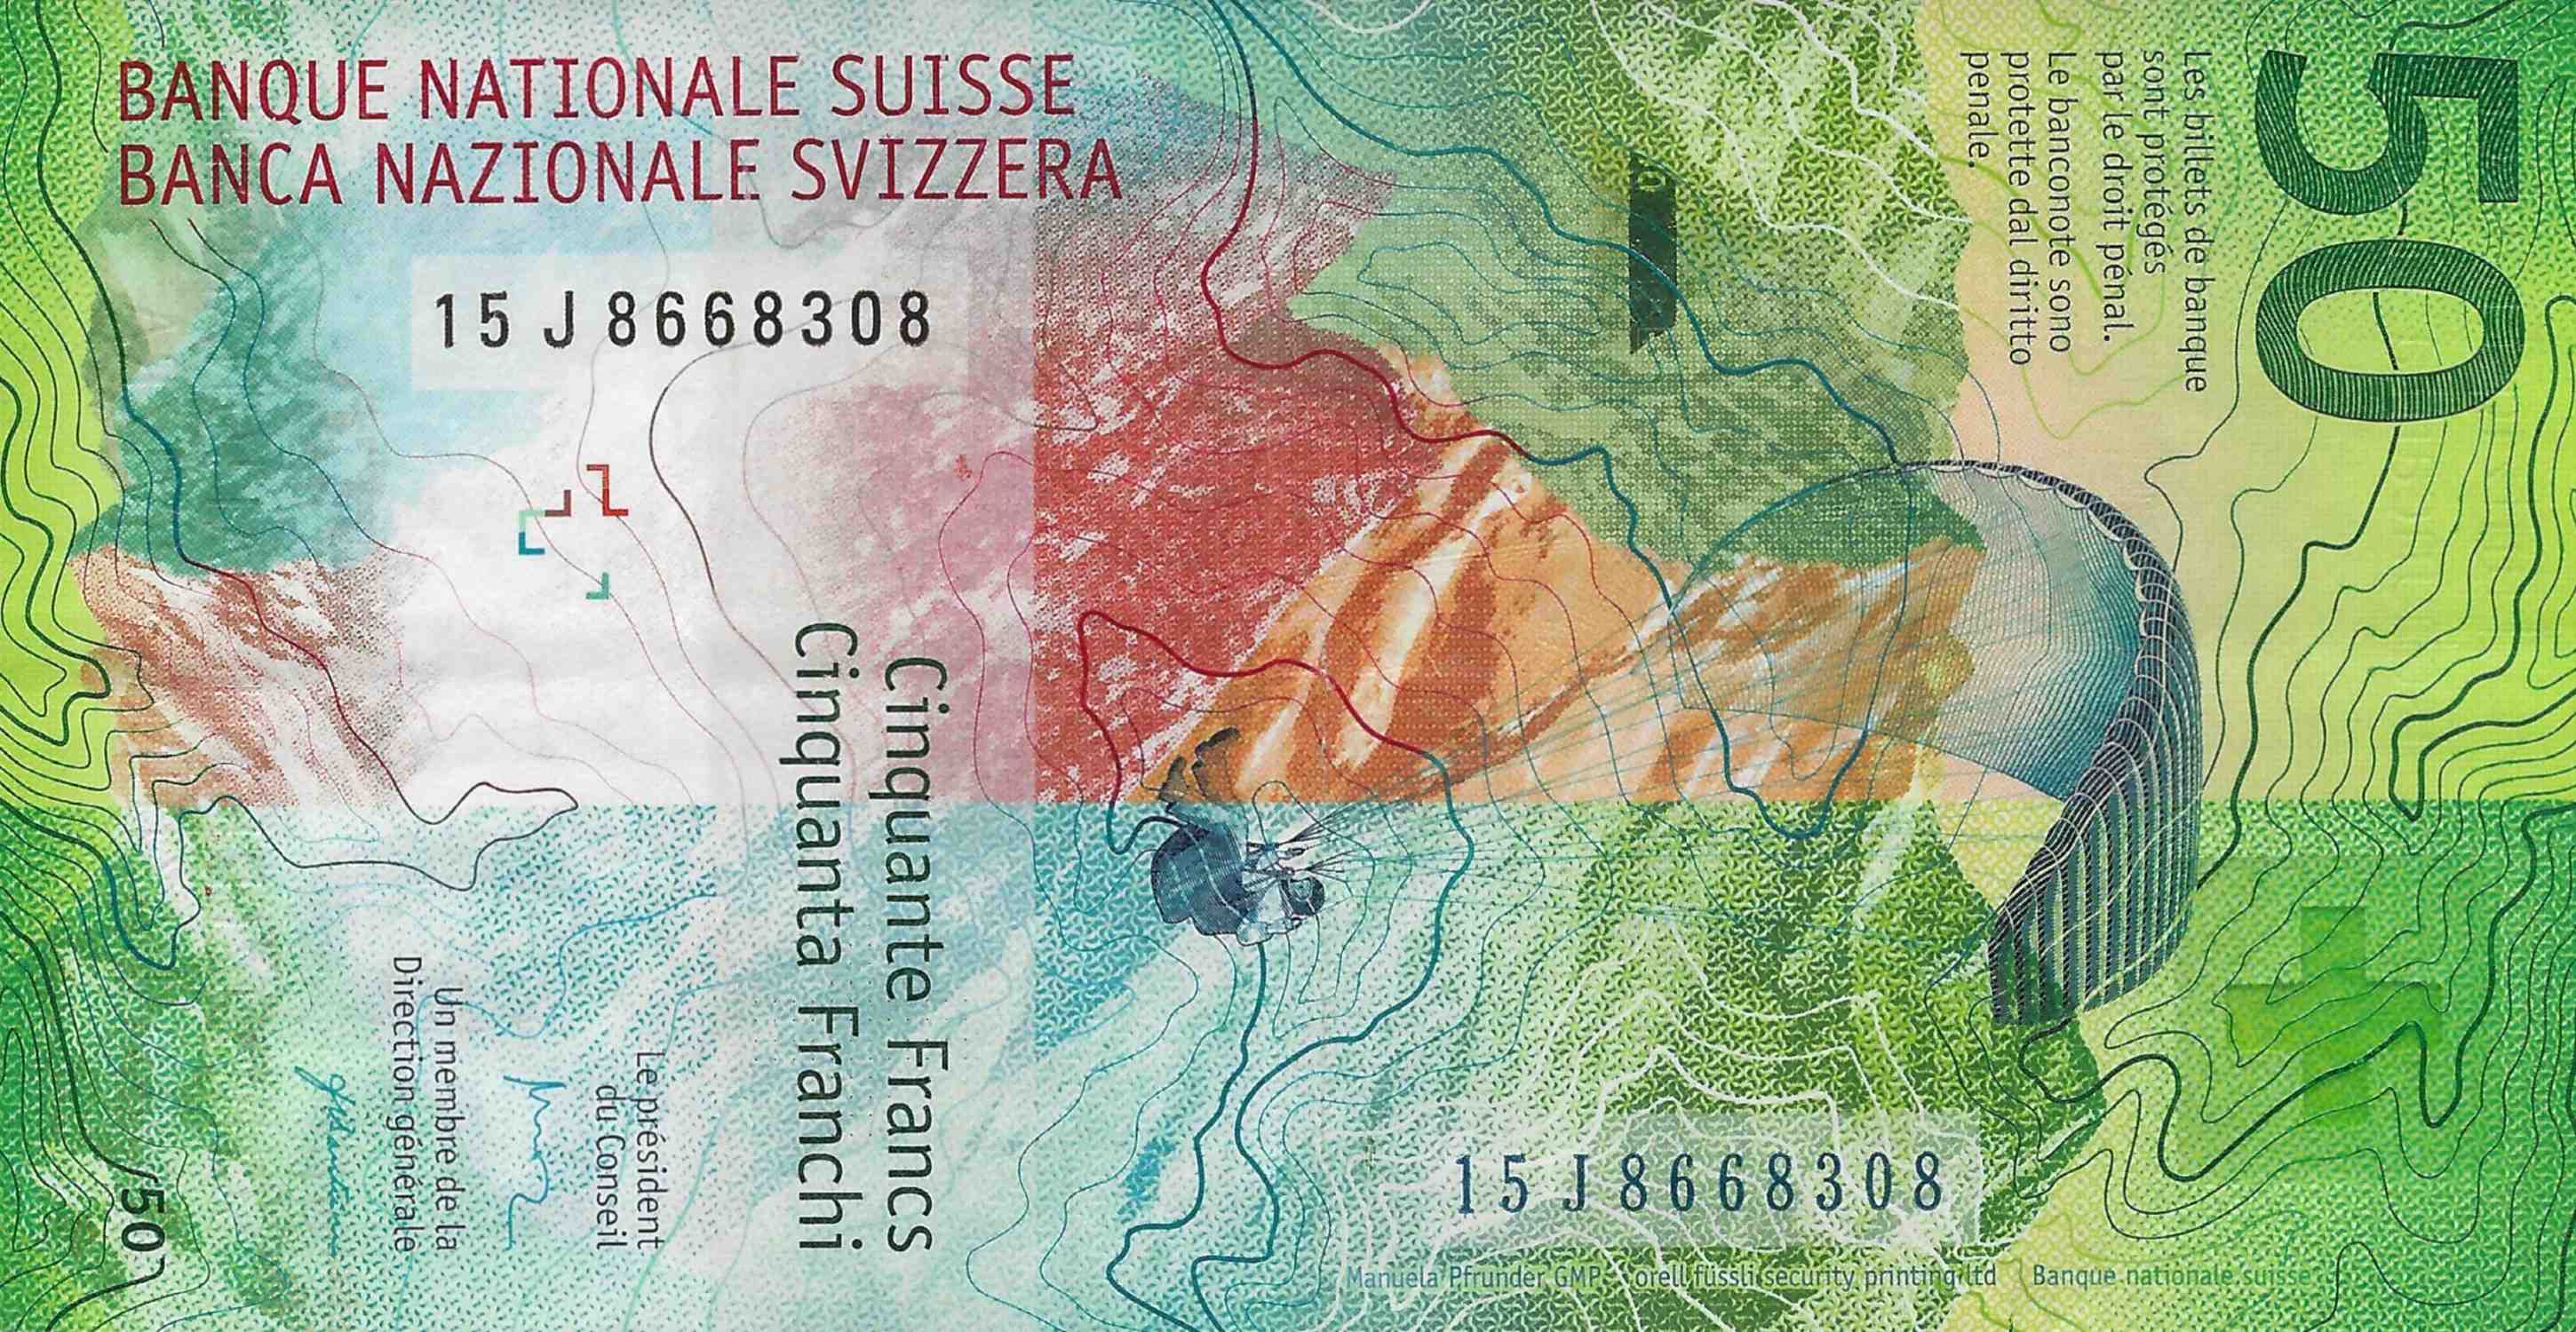 BANQUE NATIONALE SUISSE
BANCA NAZIONALE SVIZZERA
15 J 8668308
50
Les billets de banque
sont protégés
par le droit pénal.
Le banconote sono
protette dal diritto
penale.
Cinquante Francs
Cinquanta Franchi
Le président
du Conseil
Un membre de la
Direction générale
50
15 J 8668308
Manuela Pfrunder, GMP orell füssli security printing ltd Banque nationale suisse